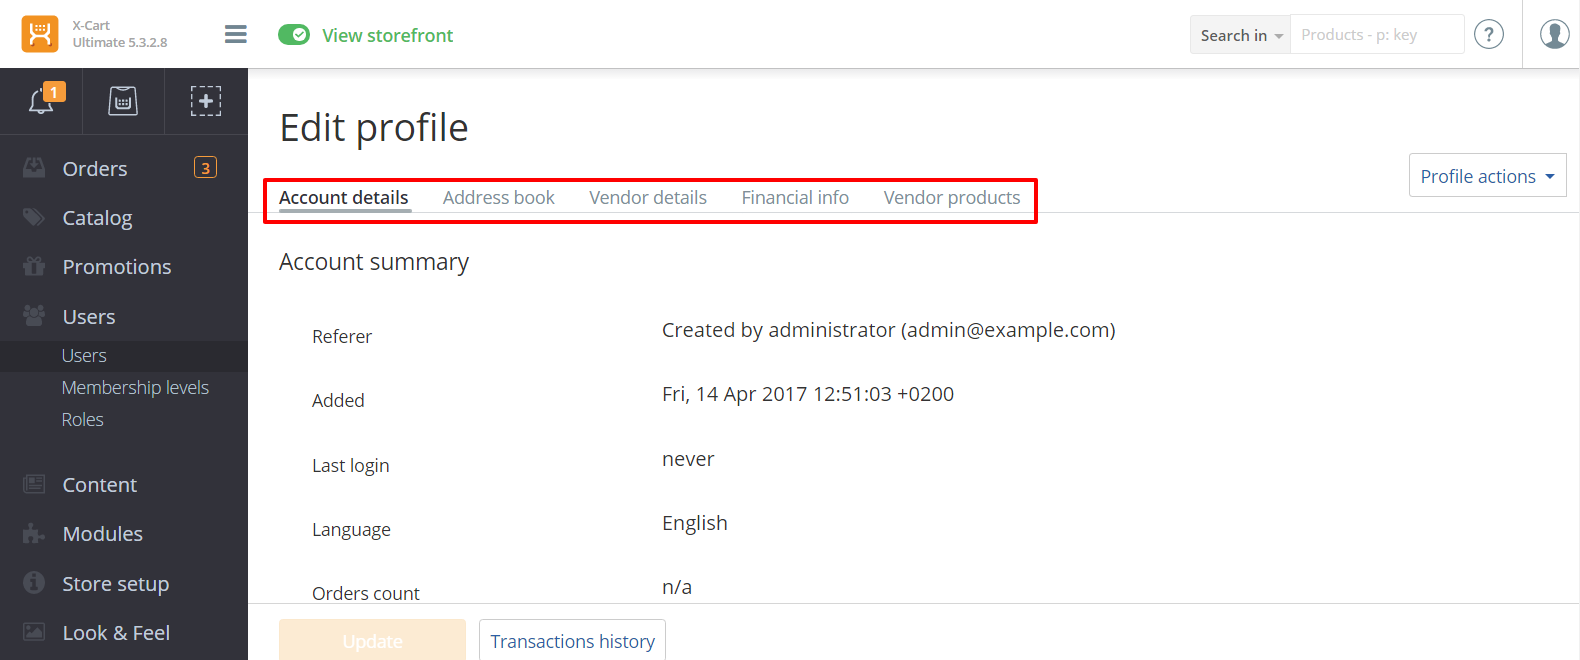 X-Cart
Ultimate 5.3.2.8
View storefront
Search in
Products - p: key
?
1
Orders
3
Catalog
Promotions
Users
Users
Membership levels
Roles
Content
Modules
Store setup
Look & Feel
Edit profile
Profile actions
Account details Address book Vendor details Financial info Vendor products
Account summary
Referer Created by administrator (admin@example.com)
Added Fri, 14 Apr 2017 12:51:03 +0200
Last login never
Language English
Orders count n/a
Update Transactions history